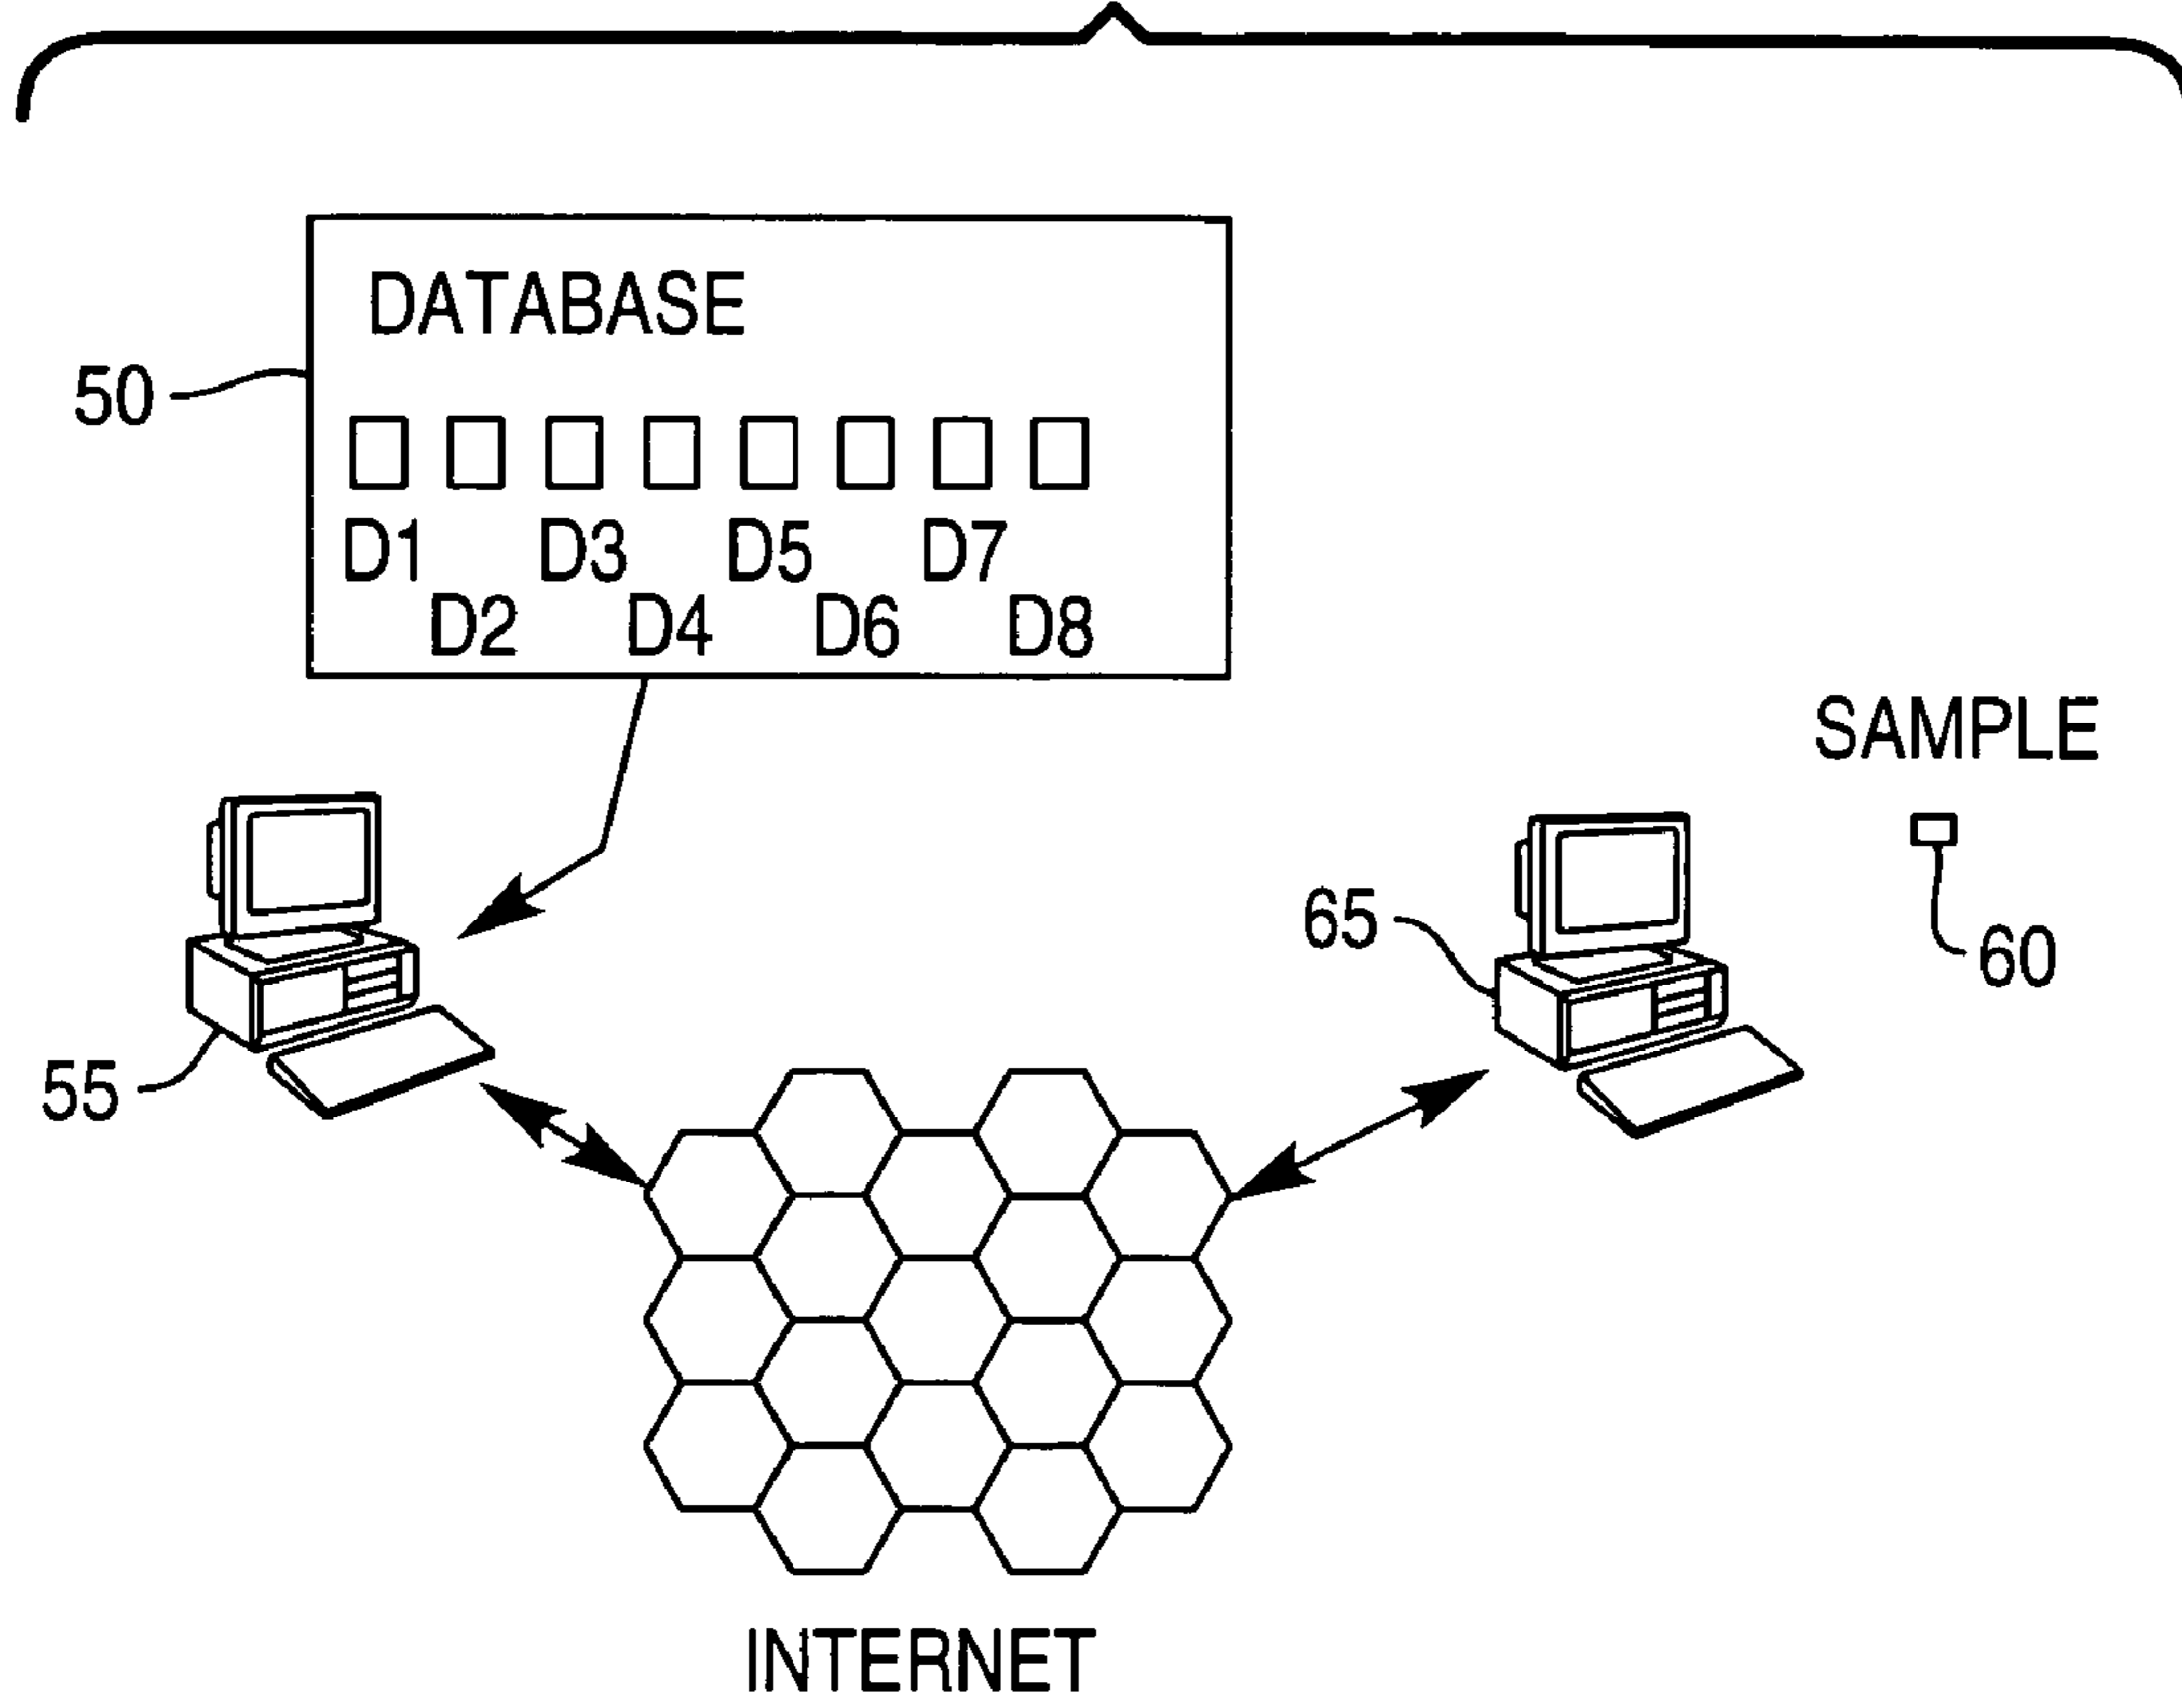 DATABASE
50
D1 D3 D5 D7
D2 D4 D6 D8
SAMPLE
65
60
55
INTERNET